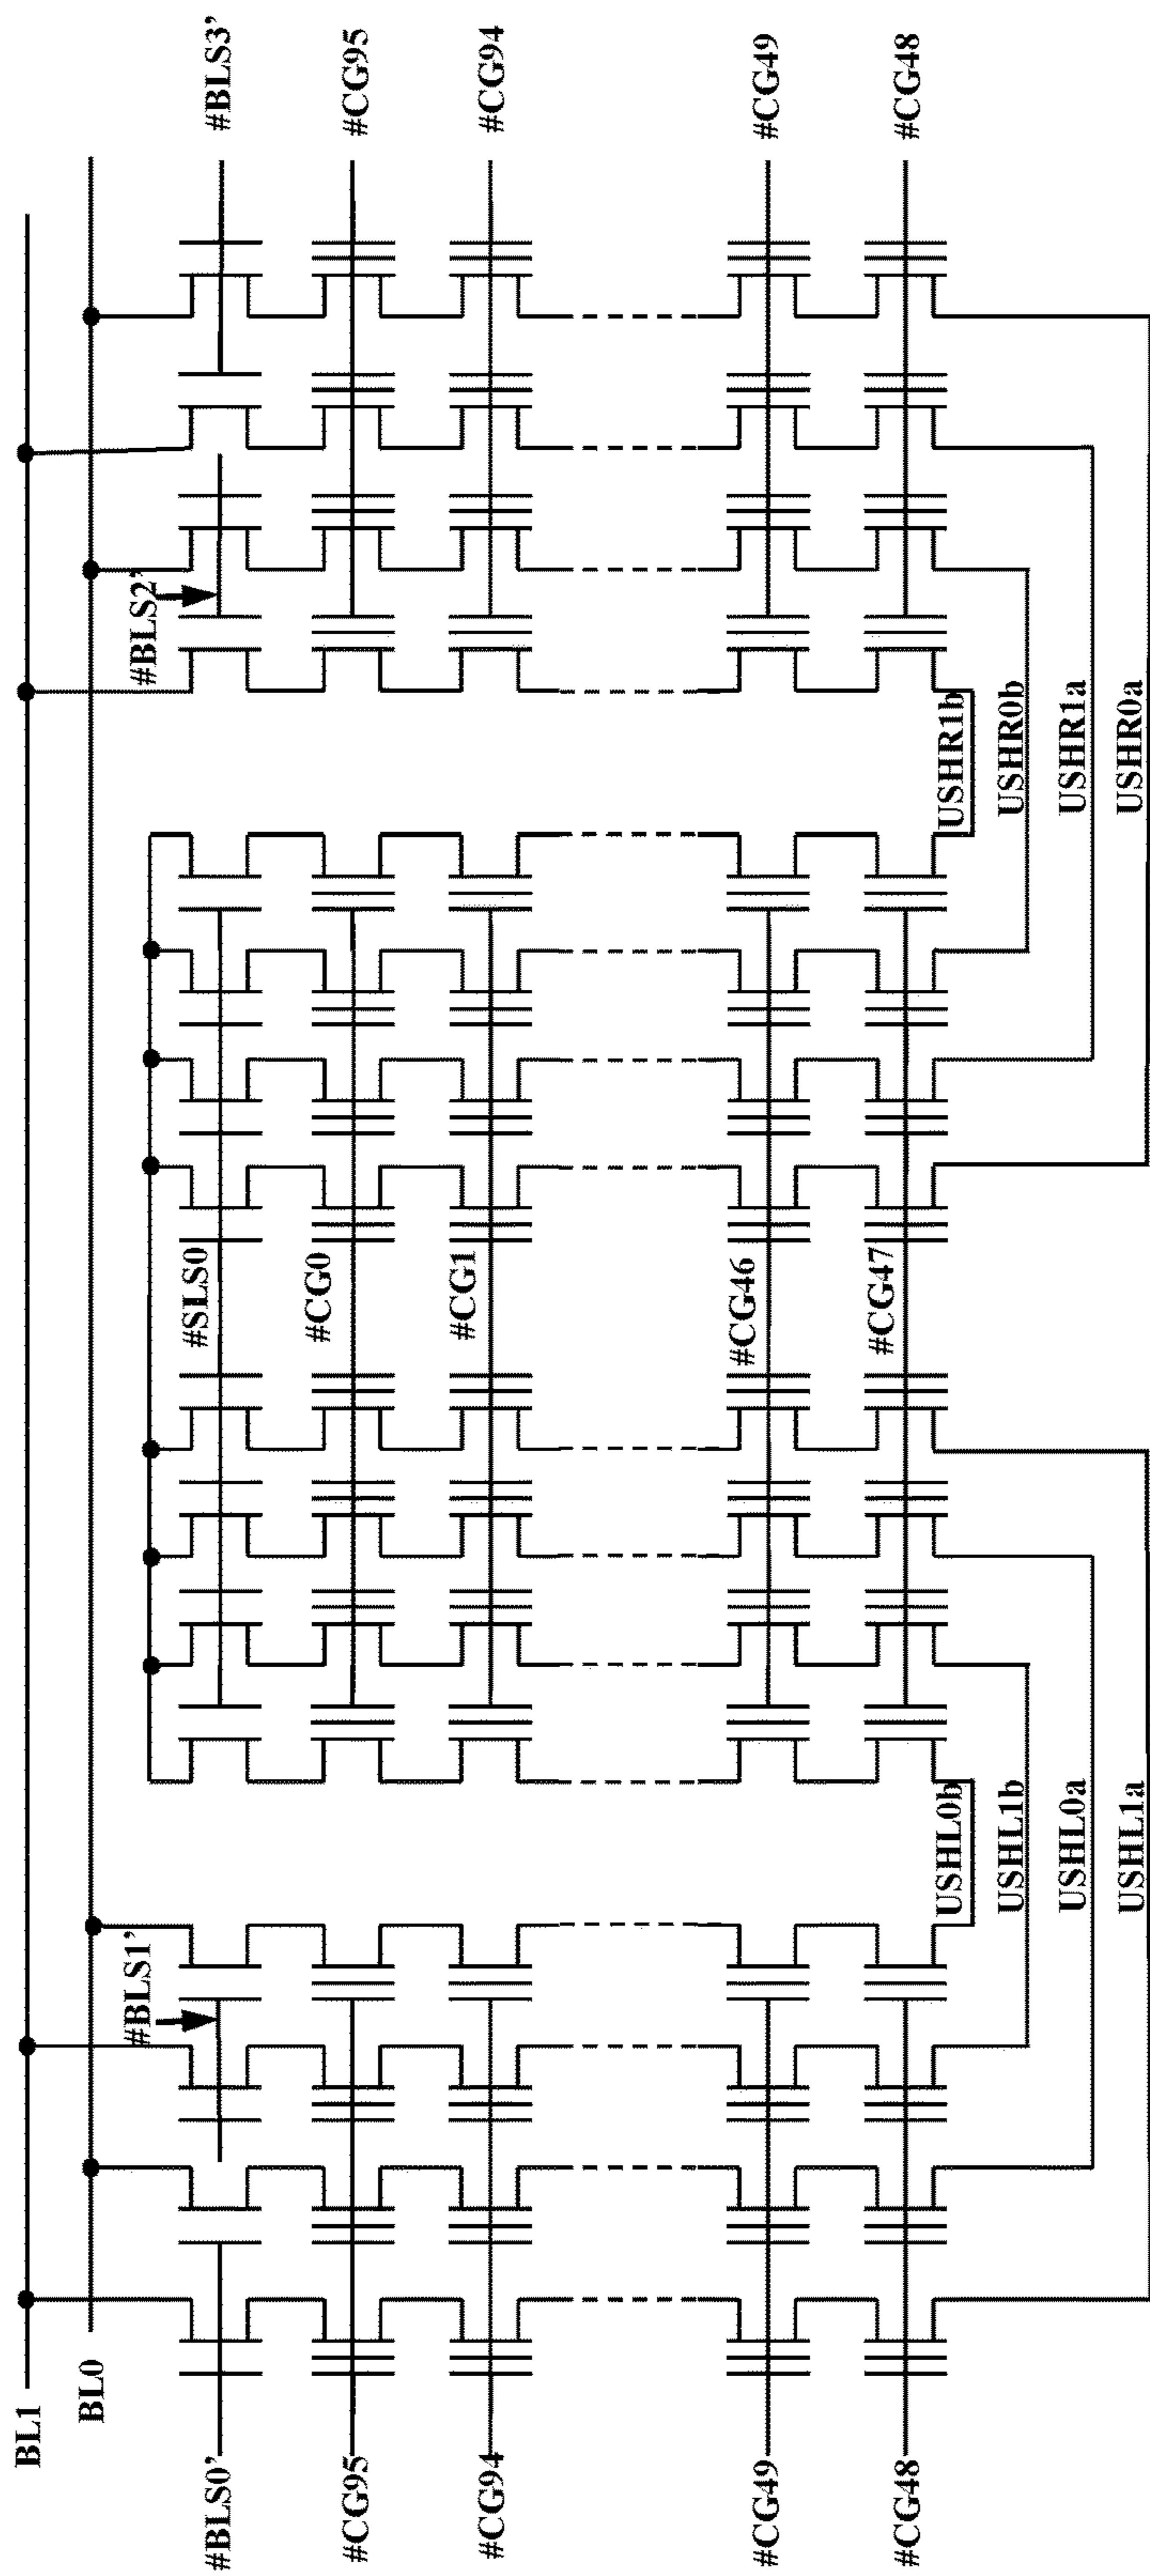 BL1
BL0
#BLS0’
#BLS1’
#SLS0
#BLS2’
#BLS3’
#CG95
#CG0
#CG95
#CG94
#CG1
#CG94
#CG49
#CG46
#CG49
#CG48
#CG47
#CG48
USHL0b
USHR1b
USHL1b
USHR0b
USHL0a
USHR1a
USHL1a
USHR0a